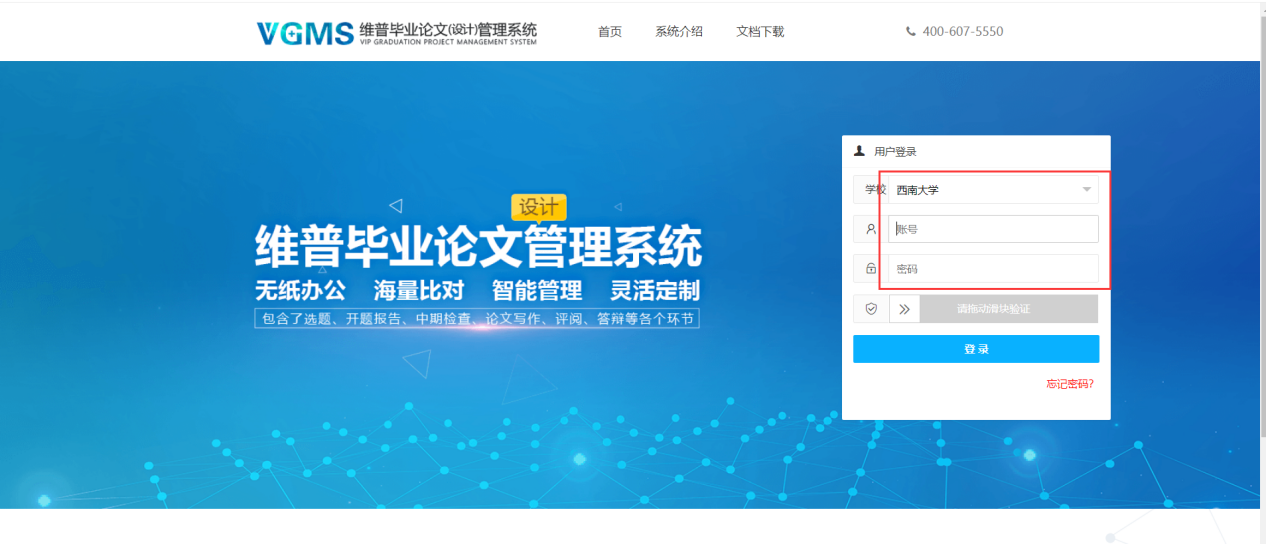 VGMS 维普毕业论文(设计)管理系统
VIP GRADUATION PROJECT MANAGEMENT SYSTEM
首页 系统介绍 文档下载
400-607-5550
设计
维普毕业论文管理系统
无纸办公 海量比对 智能管理 灵活定制
包含了选题、开题报告、中期检查、论文写作、评阅、答辩等各个环节
用户登录
学校 西南大学
账号
密码
请拖动滑块验证
登录
忘记密码?